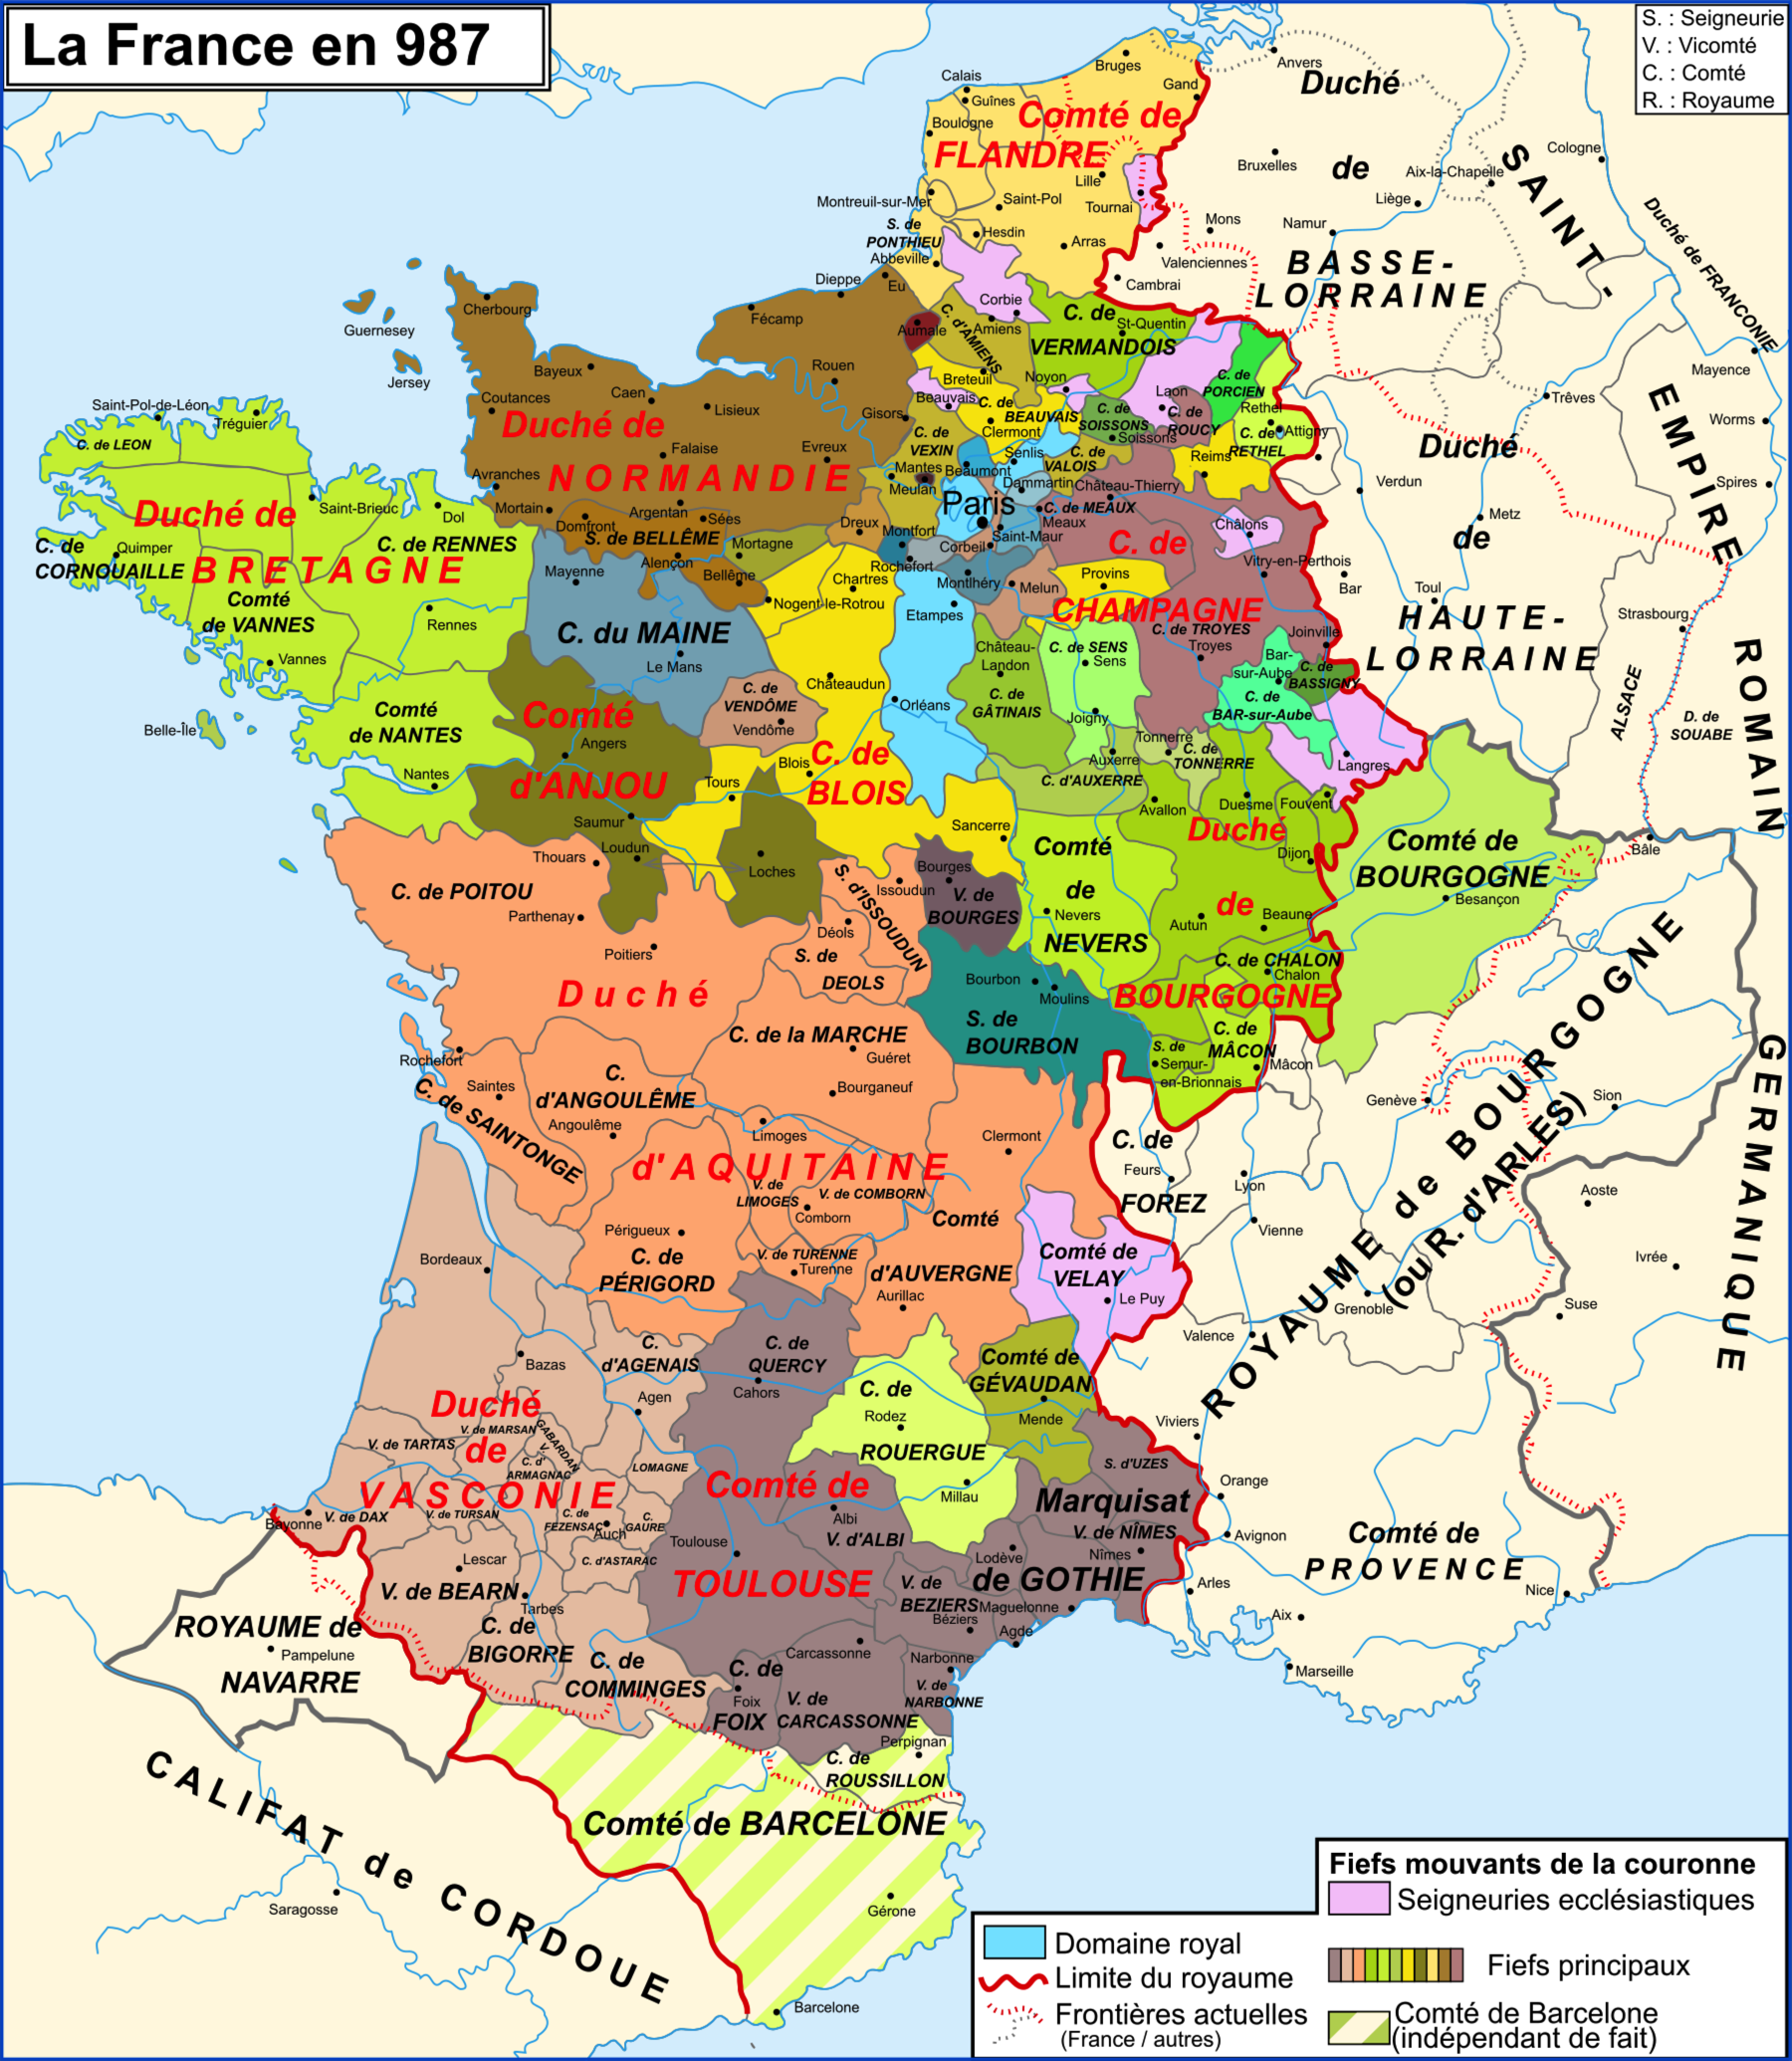 La France en 987
S. : Seigneurie
V. : Vicomté
C. : Comté
R. : Royaume
Calais
Guînes
Boulogne
Bruges
Gand
Anvers
Comté de
FLANDRE
Lille
Tournai
Montreuil-sur-Mer
Saint-Pol
Hesdin
Arras
S. de
PONTHIEU
Abbeville
Duché
de
BASSE-
LORRAINE
Bruxelles
Aix-la-Chapelle
Liège
Cologne
Mons
Namur
Valenciennes
Cambrai
SAINT-
EMPIRE
ROMAIN
GERMANIQUE
Duché de FRANCONIE
Mayence
Trêves
Worms
Spires
Guernesey
Jersey
Cherbourg
Dieppe
Eu
Fécamp
Aumale
Corbie
Amiens
C. d'AMIENS
C. de
VERMANDOIS
St-Quentin
Bayeux
Caen
Lisieux
Rouen
Coutances
Duché de
NORMANDIE
Falaise
Evreux
Gisors
Avranches
Mortain
Domfront
Argentan
Sées
S. de BELLÊME
Alençon
Bellême
Mortagne
Dreux
Breteuil
Beauvais
C. de
BEAUVAIS
Clermont
Noyon
C. de
SOISSONS
Soissons
Laon
C. de
ROUCY
C. de
PORCIEN
Rethel
Attigny
C. de
RETHEL
Reims
C. de
VEXIN
Mantes
Meulan
Beaumont
Senlis
C. de
VALOIS
Dammartin
Château-Thierry
Paris
C. de MEAUX
Meaux
Saint-Maur
Montfort
Corbeil
Rochefort
Montlhéry
Melun
Etampes
Provins
Châlons
Vitry-en-Perthois
C. de
CHAMPAGNE
C. de TROYES
Troyes
Joinville
Bar-
sur-Aube
C. de
BASSIGNY
C. de
BAR-sur-Aube
Langres
Duché
de
HAUTE-
LORRAINE
Verdun
Metz
Bar
Toul
Strasbourg
ALSACE
D. de
SOUABE
Bâle
Saint-Pol-de-Léon
Tréguier
C. de LEON
Duché de
BRETAGNE
Saint-Brieuc
Dol
C. de
CORNOUAILLE
Quimper
C. de RENNES
Rennes
Comté
de VANNES
Vannes
Belle-Île
Comté
de NANTES
Nantes
Mayenne
C. du MAINE
Le Mans
Chartres
Nogent-le-Rotrou
Châteaudun
C. de
VENDÔME
Vendôme
Orléans
Château-
Landon
C. de
GÂTINAIS
C. de SENS
Sens
Joigny
Auxerre
C. d'AUXERRE
Tonnerre
C. de
TONNERRE
Avallon
Duesme
Fouvent
Comté
d'ANJOU
Angers
Saumur
Loudun
Tours
Blois
C. de
BLOIS
Loches
Sancerre
Thouars
C. de POITOU
Parthenay
Poitiers
Bourges
V. de
BOURGES
S. d'ISSOUDUN
Issoudun
Déols
S. de
DEOLS
Comté
de
NEVERS
Nevers
Duché
de
BOURGOGNE
Dijon
Autun
Beaune
C. de CHALON
Chalon
C. de
MÂCON
Mâcon
S. de
Semur-
en-Brionnais
Comté de
BOURGOGNE
Besançon
Bourbon
Moulins
S. de
BOURBON
Duché
d'AQUITAINE
C. de la MARCHE
Guéret
Bourganeuf
Rochefort
Saintes
C. de SAINTONGE
C.
d'ANGOULÊME
Angoulême
Limoges
V. de
LIMOGES
V. de COMBORN
Comborn
Clermont
Comté
d'AUVERGNE
Périgueux
C. de
PÉRIGORD
V. de TURENNE
Turenne
Aurillac
C. de
FOREZ
Feurs
Lyon
Vienne
Comté de
VELAY
Le Puy
Valence
Grenoble
Genève
Sion
Aoste
Ivrée
Suse
ROYAUME de BOURGOGNE
(ou R. d'ARLES)
Bordeaux
Bazas
C.
d'AGENAIS
Agen
C. de
QUERCY
Cahors
C. de
ROUERGUE
Rodez
Millau
Comté de
GÉVAUDAN
Mende
Viviers
S. d'UZES
Orange
Avignon
Duché
de
VASCONIE
V. de MARSAN
V. de TARTAS
V.
GABARDAN
C. d'
ARMAGNAC
LOMAGNE
V. de DAX
V. de TURSAN
C. de
FEZENSAC
Auch
C.
GAURE
C. d'ASTARAC
Bayonne
Lescar
V. de BEARN
Tarbes
C. de
BIGORRE
C. de
COMMINGES
Comté de
TOULOUSE
Toulouse
Albi
V. d'ALBI
Marquisat
de GOTHIE
V. de NÎMES
Nîmes
Lodève
V. de
BEZIERS
Béziers
Maguelonne
Agde
Carcassonne
Narbonne
V. de
NARBONNE
C. de
FOIX
Foix
V. de
CARCASSONNE
Perpignan
C. de
ROUSSILLON
Arles
Aix
Marseille
Nice
Comté de
PROVENCE
ROYAUME de
NAVARRE
Pampelune
CALIFAT de CORDOUE
Saragosse
Comté de BARCELONE
Gérone
Barcelone
Fiefs mouvants de la couronne
Seigneuries ecclésiastiques
Fiefs principaux
Comté de Barcelone
(indépendant de fait)
Domaine royal
Limite du royaume
Frontières actuelles
(France / autres)